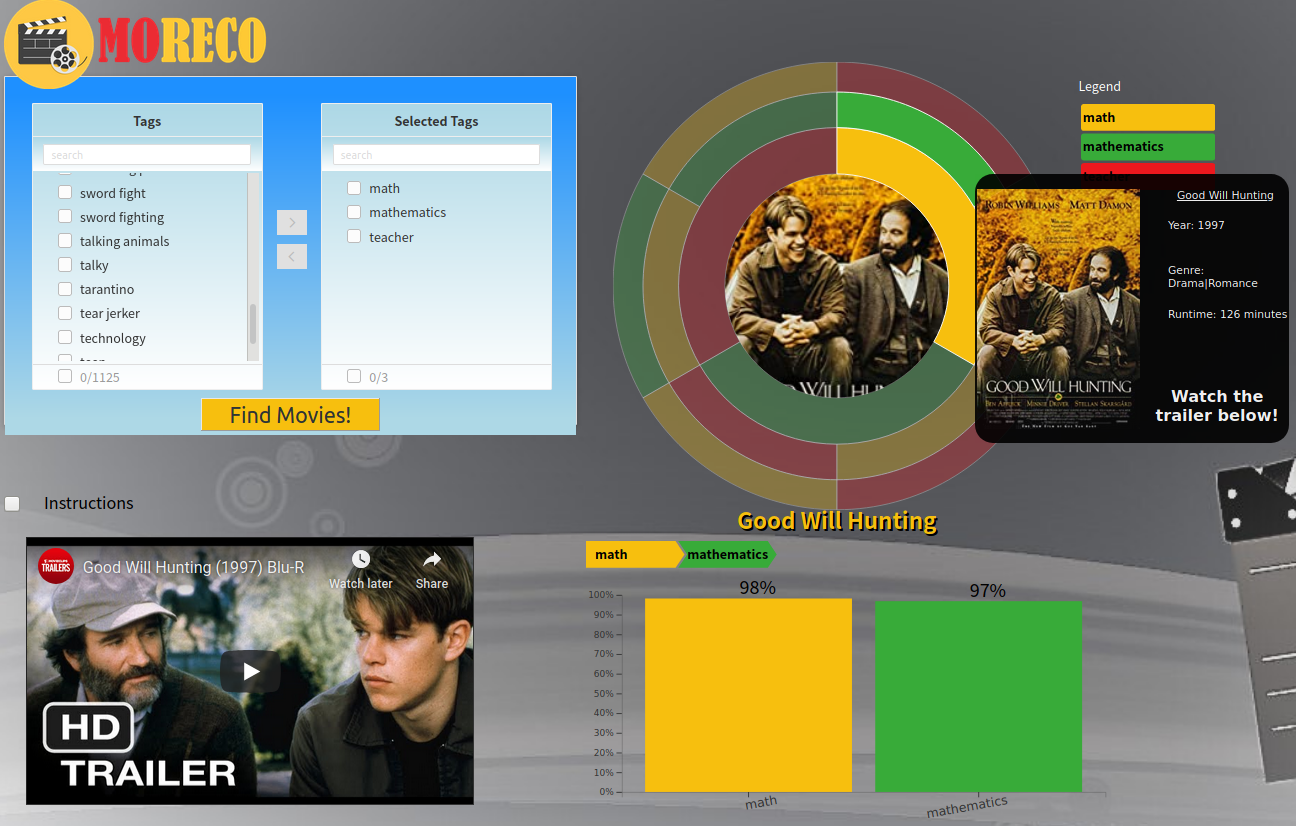 MORECO
Tags
search
sword fight
sword fighting
talking animals
talky
tarantino
tear jerker
technology
0/1125
Selected Tags
search
math
mathematics
teacher
0/3
Find Movies!
Legend
math
mathematics
ROBIN WILLIAMS MATT DAMON
GOOD WILL HUNTING
BEN AFFLECK MINNIE DRIVER STELLAN SKARSGÅRD
Good Will Hunting
Year: 1997
Genre:
Drama|Romance
Runtime: 126 minutes
Watch the
trailer below!
GOOD WILL HUN
Instructions
TRAILERS
Good Will Hunting (1997) Blu-R
Watch later
Share
HD
TRAILER
Good Will Hunting
math
mathematics
98%
97%
100%
90%
80%
70%
60%
50%
40%
30%
20%
10%
0%
math
mathematics